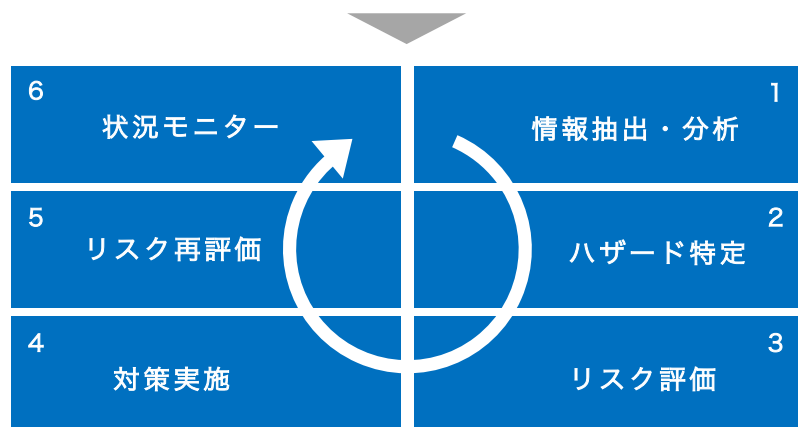 1
情報抽出・分析
2
ハザード特定
3
リスク評価
4
対策実施
5
リスク再評価
6
状況モニター